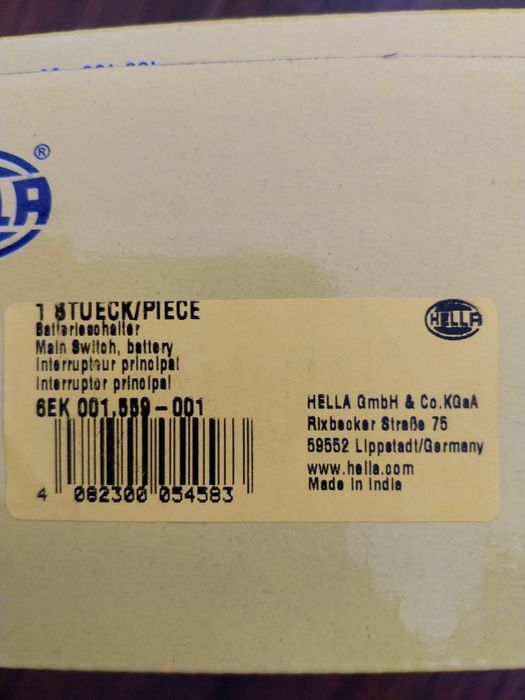 ®
1 STUECK/PIECE
HELLA
Batterieschalter
Main Switch, battery
Interrupteur principal
Interruptor principal
6EK 001.559-001
HELLA GmbH & Co.KGaA
Rixbecker Straße 75
59552 Lippstadt/Germany
www.hella.com
Made in India
4 082300 054583